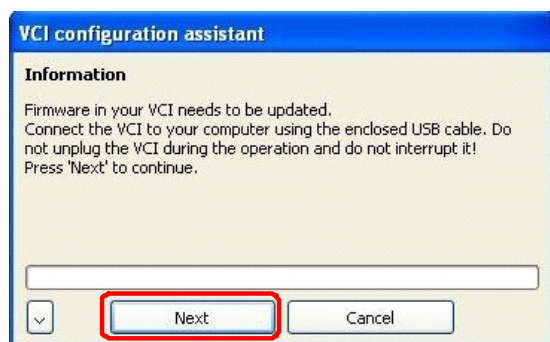 VCI configuration assistant
Information
Firmware in your VCI needs to be updated.
Connect the VCI to your computer using the enclosed USB cable. Do
not unplug the VCI during the operation and do not interrupt it!
Press 'Next' to continue.
Next
Cancel